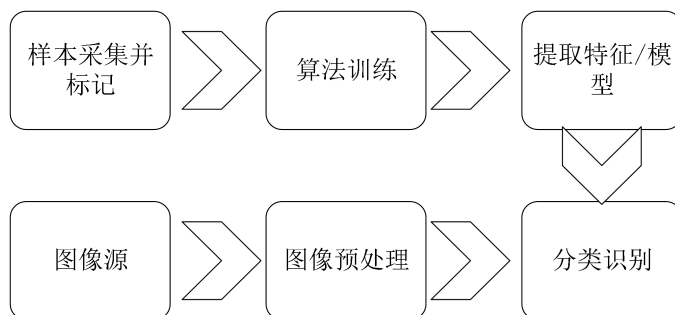 样本采集并
标记
算法训练
提取特征/模
型
图像源
图像预处理
分类识别